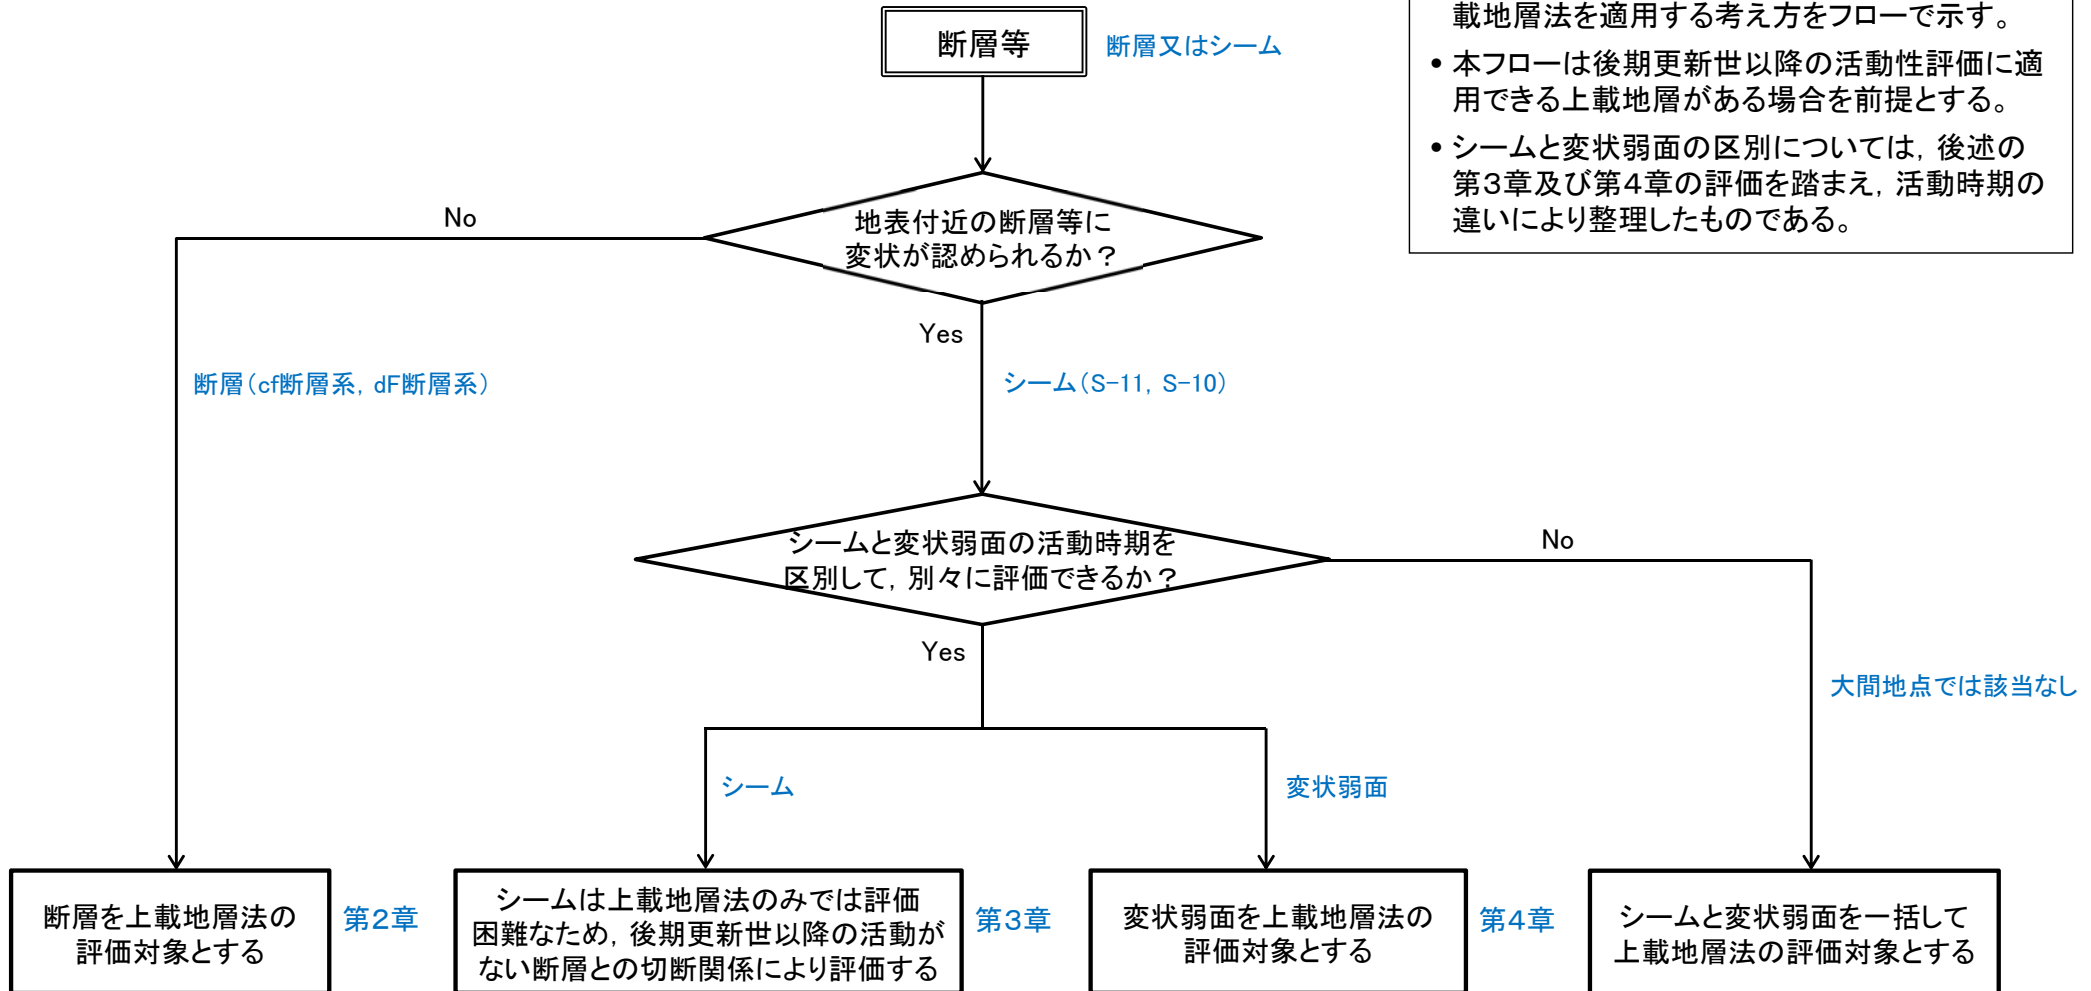 断層等
断層又はシーム
載地層法を適用する考え方をフローで示す。
• 本フローは後期更新世以降の活動性評価に適
用できる上載地層がある場合を前提とする。
• シームと変状弱面の区別については, 後述の
第3章及び第4章の評価を踏まえ, 活動時期の
違いにより整理したものである。
地表付近の断層等に
変状が認められるか？
No
Yes
断層（cf断層系, dF断層系）
シーム（S-11, S-10）
シームと変状弱面の活動時期を
区別して, 別々に評価できるか？
No
Yes
大間地点では該当なし
シーム
変状弱面
断層を上載地層法の
評価対象とする
第2章
シームは上載地層法のみでは評価
困難なため, 後期更新世以降の活動が
ない断層との切断関係により評価する
第3章
変状弱面を上載地層法の
評価対象とする
第4章
シームと変状弱面を一括して
上載地層法の評価対象とする